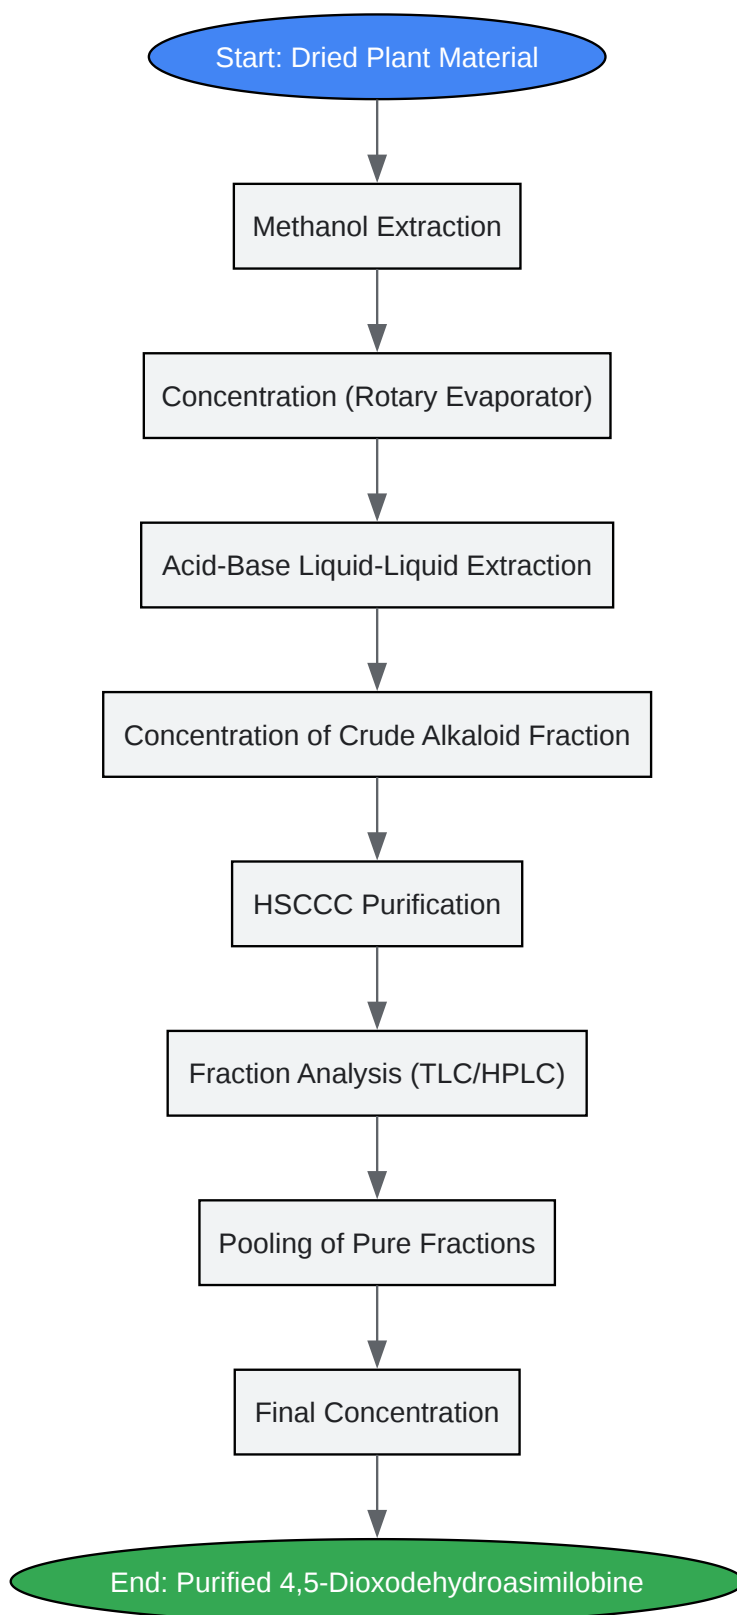 Start: Dried Plant Material
Methanol Extraction
Concentration (Rotary Evaporator)
Acid-Base Liquid-Liquid Extraction
Concentration of Crude Alkaloid Fraction
HSCCC Purification
Fraction Analysis (TLC/HPLC)
Pooling of Pure Fractions
Final Concentration
End: Purified 4,5-Dioxodehydroasimilobine